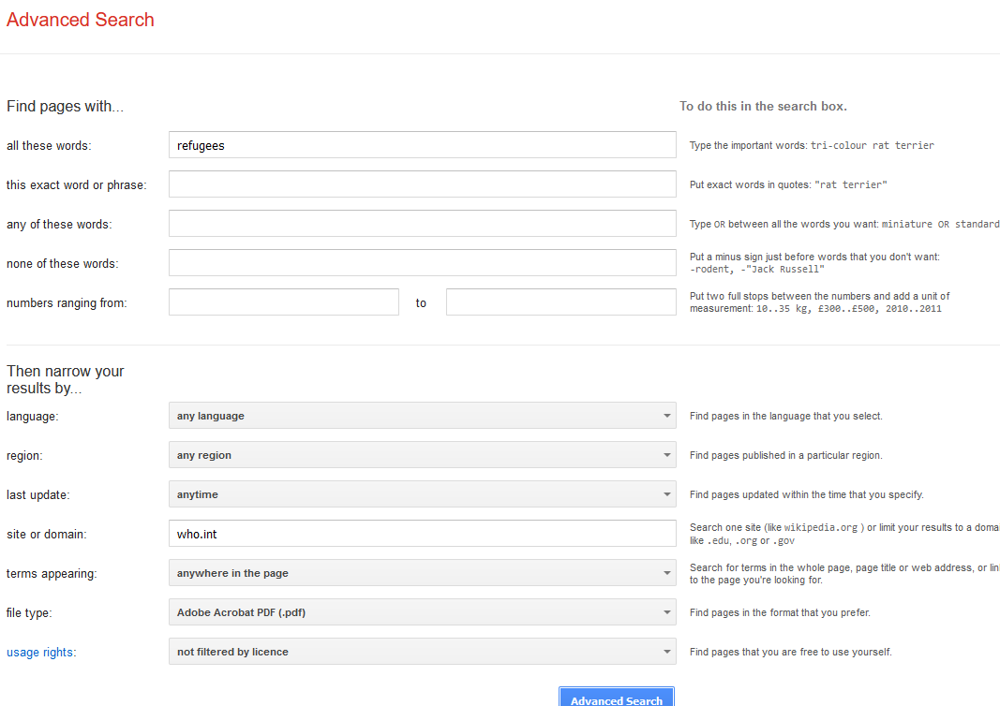 Advanced Search
Find pages with...
To do this in the search box.
all these words:
refugees
Type the important words: tri-colour rat terrier
this exact word or phrase:
Put exact words in quotes: "rat terrier"
any of these words:
Type OR between all the words you want: miniature OR standard
none of these words:
Put a minus sign just before words that you don't want:
-rodent, -"Jack Russell"
numbers ranging from:
to
Put two full stops between the numbers and add a unit of
measurement: 10..35 kg, £300..£500, 2010..2011
Then narrow your
results by...
language:
any language
Find pages in the language that you select.
region:
any region
Find pages published in a particular region.
last update:
anytime
Find pages updated within the time that you specify.
site or domain:
who.int
Search one site (like wikipedia.org ) or limit your results to a domai
like .edu, .org or .gov
terms appearing:
anywhere in the page
Search for terms in the whole page, page title or web address, or lin
to the page you're looking for.
file type:
Adobe Acrobat PDF (.pdf)
Find pages in the format that you prefer.
usage rights:
not filtered by licence
Find pages that you are free to use yourself.
Advanced Search